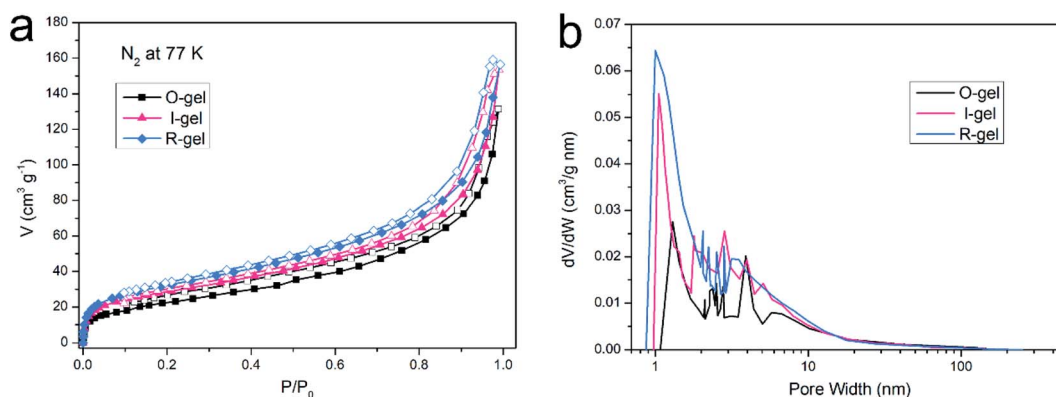 a
N₂ at 77 K
O-gel
I-gel
R-gel
V (cm³ g⁻¹)
180
160
140
120
100
80
60
40
20
0
0.0
0.2
0.4
0.6
0.8
1.0
P/P₀
b
O-gel
I-gel
R-gel
dV/dW (cm³/g nm)
0.07
0.06
0.05
0.04
0.03
0.02
0.01
0.00
1
10
100
Pore Width (nm)